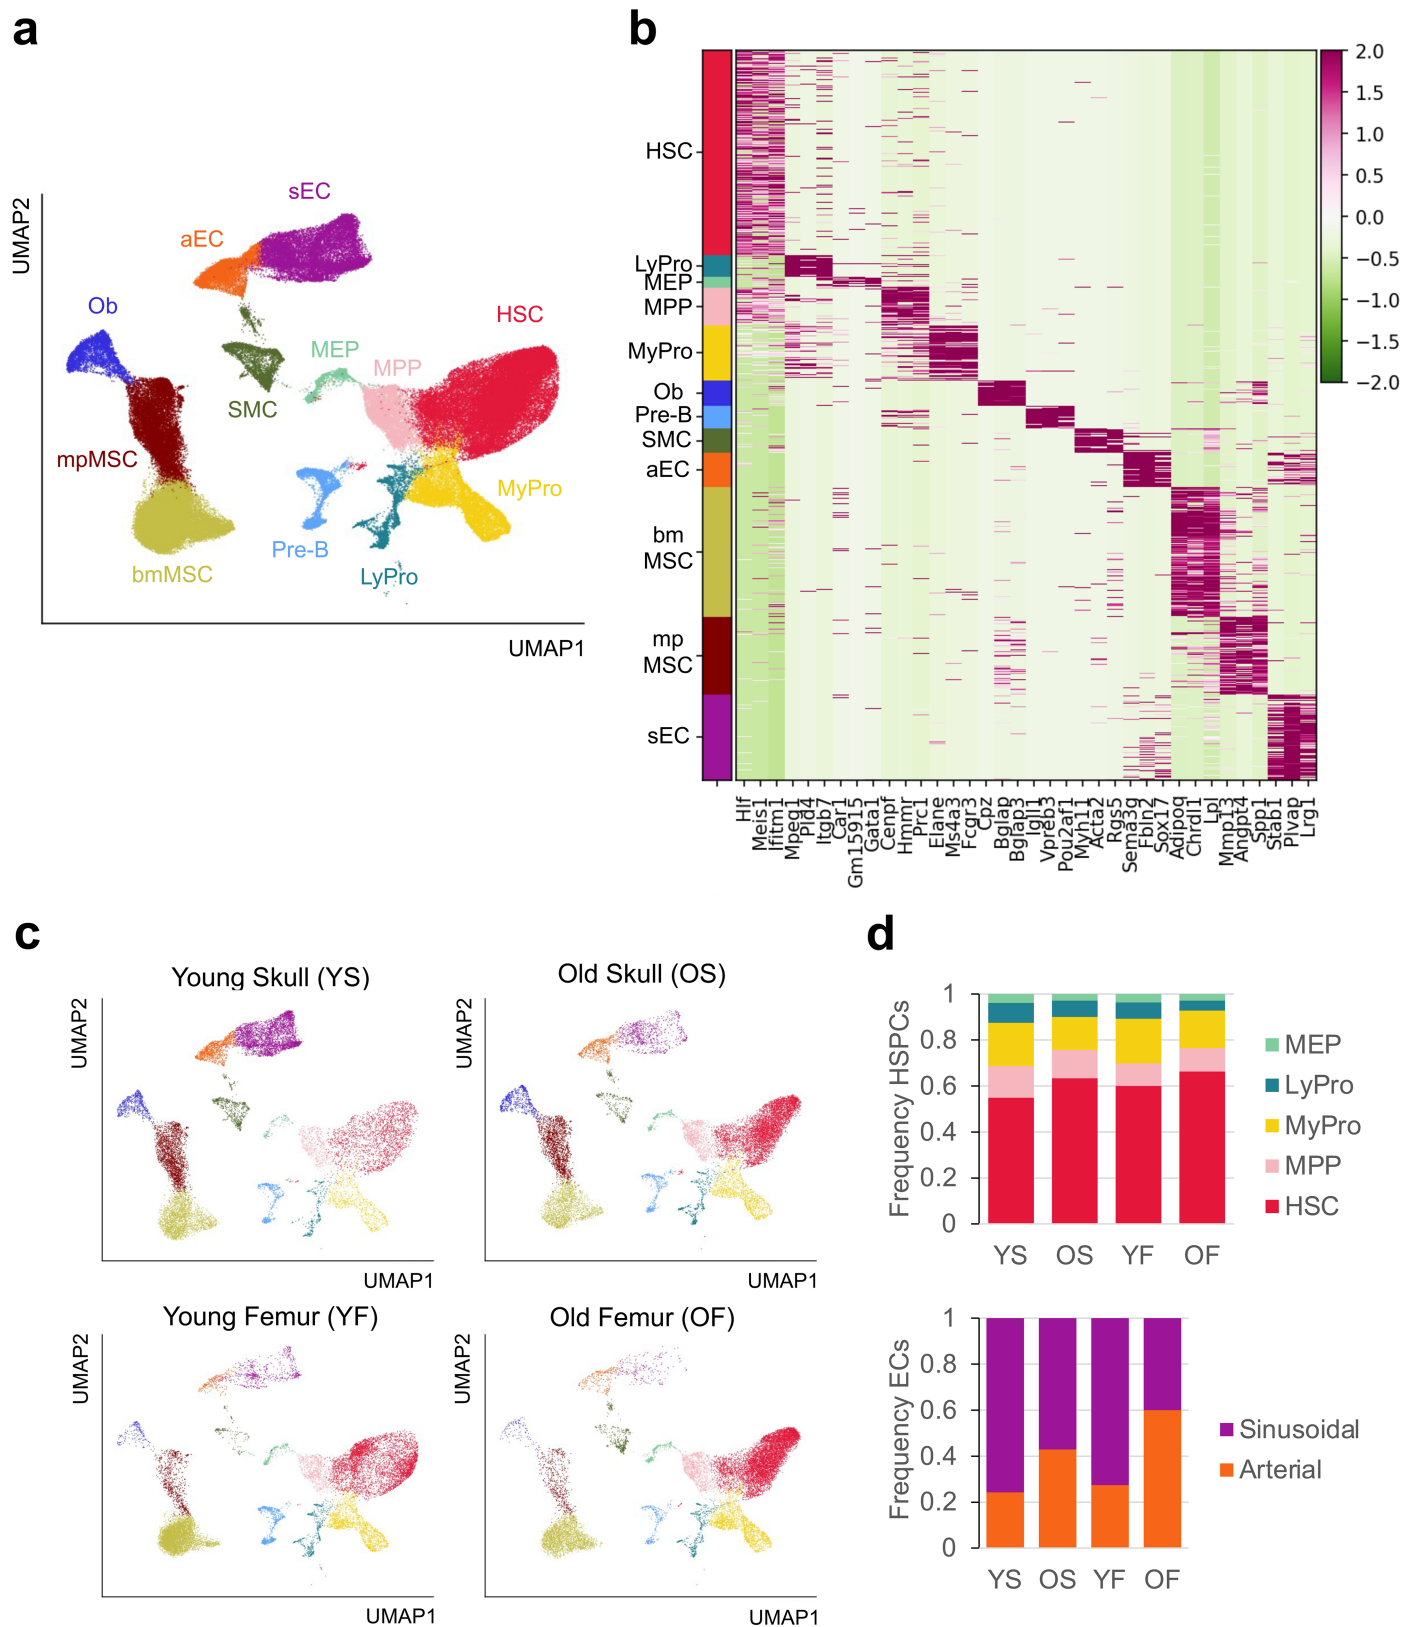 a
UMAP2
sEC
aEC
Ob
HSC
MEP
MPP
SMC
mpMSC
MyPro
Pre-B
bmMSC
LyPro
UMAP1
b
HSC
LyPro
MEP
MPP
MyPro
Ob
Pre-B
SMC
aEC
bm
MSC
mp
MSC
sEC
2.0
1.5
1.0
0.5
0.0
−0.5
−1.0
−1.5
−2.0
Hlf
Meis1
Ifitm1
Mpeg1
Pld4
Itgb7
Car1
Gm15915
Gata1
Cenpf
Hmmr
Prc1
Elane
Ms4a3
Fcgr3
Cpz
Bglap
Bglap3
Igll1
Vpreb3
Pou2af1
Myh11
Acta2
Rgs5
Sema3g
Fbln2
Sox17
Adipoq
Chrdl1
Lpl
Mmp13
Angpt4
Spp1
Stab1
Plvap
Lrg1
c
Young Skull (YS)
UMAP2
UMAP1
Old Skull (OS)
UMAP2
UMAP1
Young Femur (YF)
UMAP2
UMAP1
Old Femur (OF)
UMAP2
UMAP1
d
Frequency HSPCs
1
0.8
0.6
0.4
0.2
0
YS OS YF OF
MEP
LyPro
MyPro
MPP
HSC
Frequency ECs
1
0.8
0.6
0.4
0.2
0
YS OS YF OF
Sinusoidal
Arterial